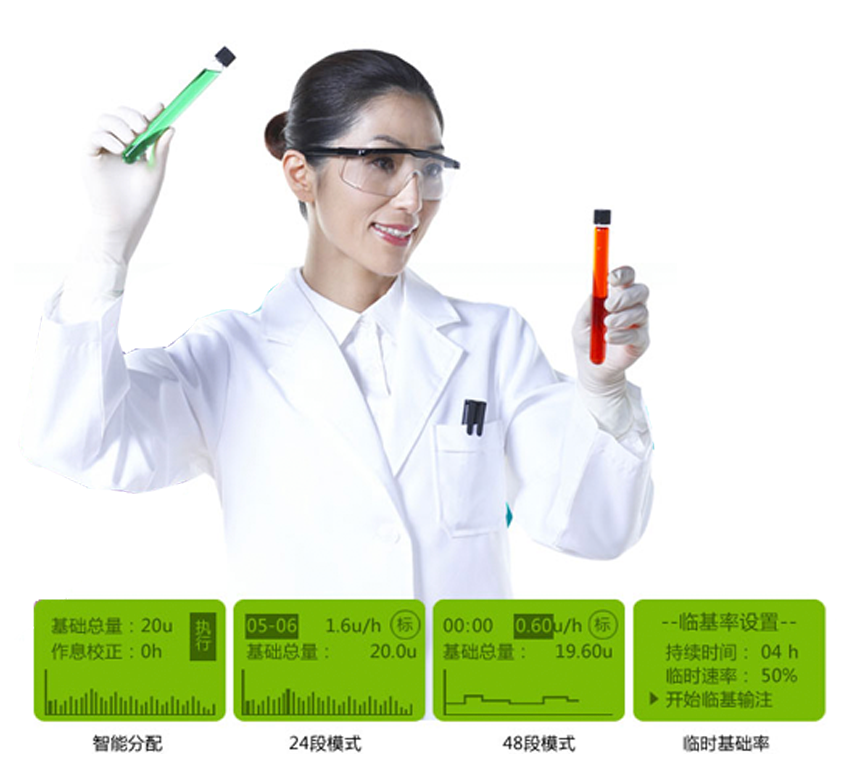 基础总量：20u
作息校正：0h
执行
05-06 1.6u/h 标
基础总量： 20.0u
00:00 0.60u/h 标
基础总量： 19.60u
--临基率设置--
持续时间： 04 h
临时速率： 50%
开始临基输注
智能分配
24段模式
48段模式
临时基础率